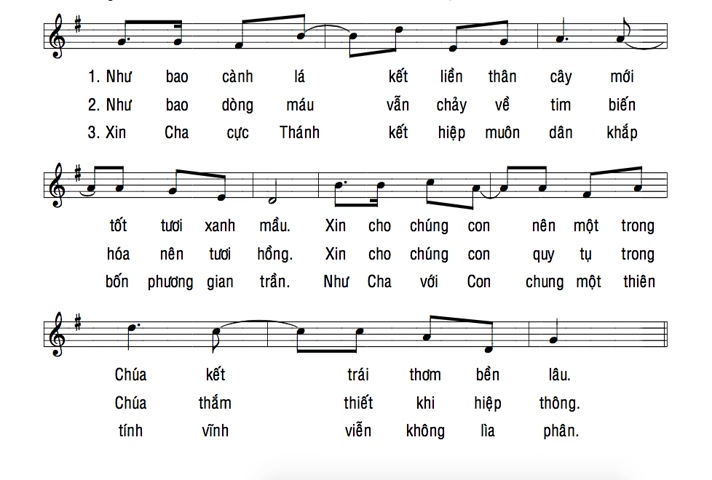 1. Như bao cành lá kết liền thân cây mới
2. Như bao dòng máu vẫn chảy về tim biến
3. Xin Cha cực Thánh kết hiệp muôn dân khắp
tốt tươi xanh mầu. Xin cho chúng con nên một trong
hóa nên tươi hồng. Xin cho chúng con quy tụ trong
bốn phương gian trần. Như Cha với Con chung một thiên
Chúa kết trái thơm bền lâu.
Chúa thắm thiết khi hiệp thông.
tính vĩnh viễn không lìa phân.